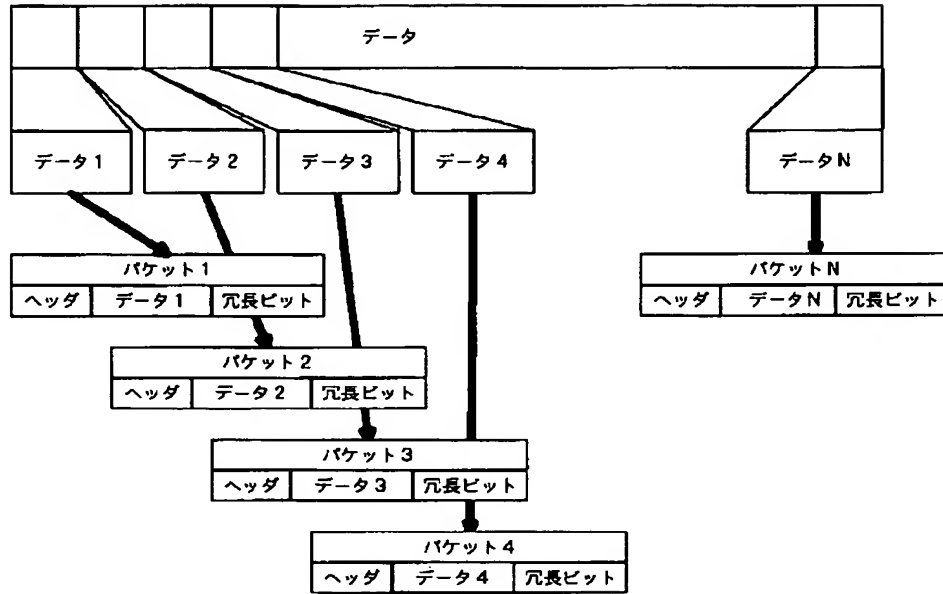 データ
データ1 データ2 データ3 データ4 データN
パケット1 パケットN
ヘッダ データ1 冗長ビット ヘッダ データN 冗長ビット
パケット2
ヘッダ データ2 冗長ビット
パケット3
ヘッダ データ3 冗長ビット
パケット4
ヘッダ データ4 冗長ビット